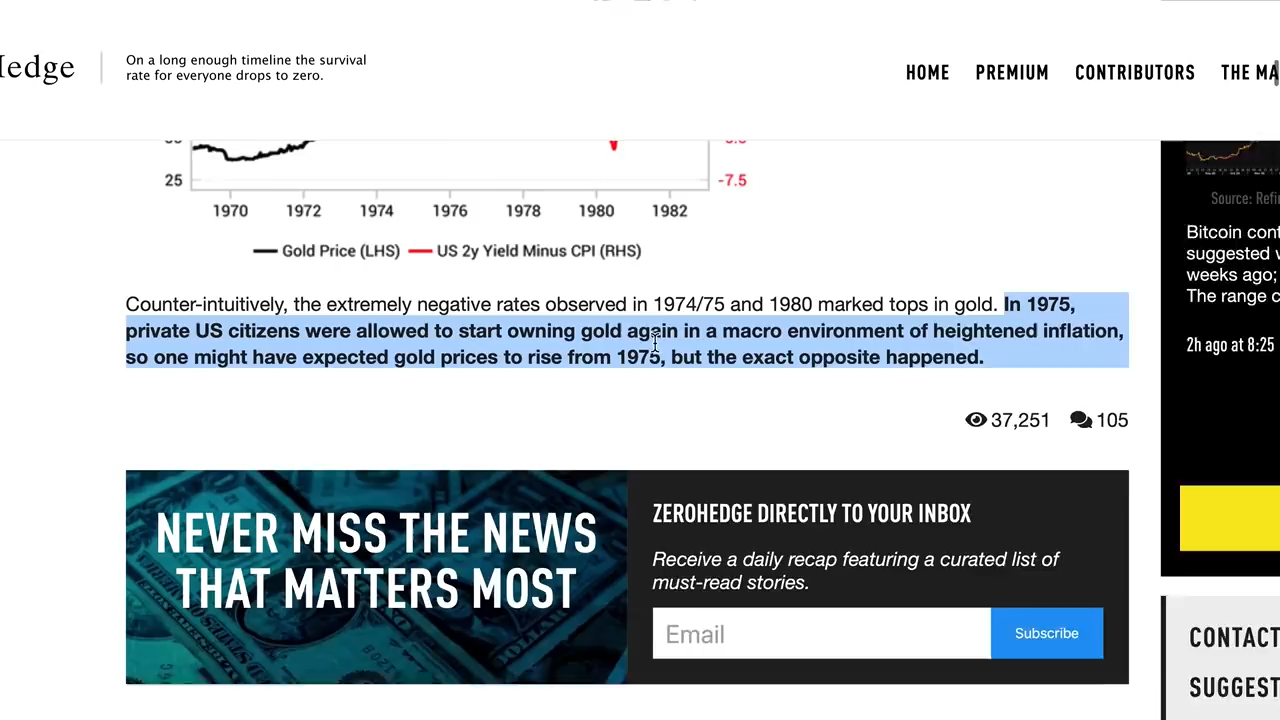 On a long enough timeline the survival
rate for everyone drops to zero.
HOME PREMIUM CONTRIBUTORS THE MA
25
-7.5
1970 1972 1974 1976 1978 1980 1982
Gold Price (LHS) US 2y Yield Minus CPI (RHS)
Counter-intuitively, the extremely negative rates observed in 1974/75 and 1980 marked tops in gold. In 1975,
private US citizens were allowed to start owning gold again in a macro environment of heightened inflation,
so one might have expected gold prices to rise from 1975, but the exact opposite happened.
37,251 105
NEVER MISS THE NEWS
THAT MATTERS MOST
ZEROHEDGE DIRECTLY TO YOUR INBOX
Receive a daily recap featuring a curated list of
must-read stories.
Email
Subscribe
Source: Refi
Bitcoin cont
suggested w
weeks ago;
The range c
2h ago at 8:25
CONTACT
SUGGEST